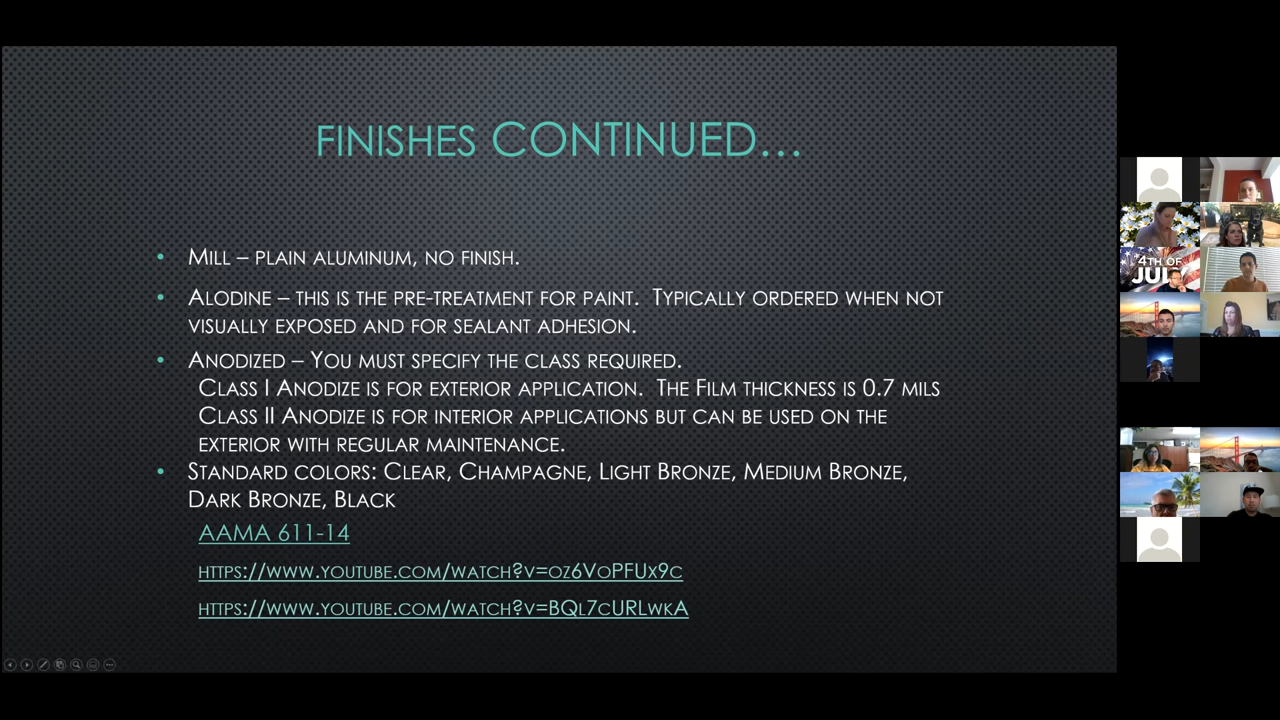 FINISHES CONTINUED...
• MILL – PLAIN ALUMINUM, NO FINISH.
• ALODINE – THIS IS THE PRE-TREATMENT FOR PAINT. TYPICALLY ORDERED WHEN NOT
VISUALLY EXPOSED AND FOR SEALANT ADHESION.
• ANODIZED – YOU MUST SPECIFY THE CLASS REQUIRED.
CLASS I ANODIZE IS FOR EXTERIOR APPLICATION. THE FILM THICKNESS IS 0.7 MILS
CLASS II ANODIZE IS FOR INTERIOR APPLICATIONS BUT CAN BE USED ON THE
EXTERIOR WITH REGULAR MAINTENANCE.
• STANDARD COLORS: CLEAR, CHAMPAGNE, LIGHT BRONZE, MEDIUM BRONZE,
DARK BRONZE, BLACK
AAMA 611-14
HTTPS://WWW.YOUTUBE.COM/WATCH?V=OZ6VOPFUX9C
HTTPS://WWW.YOUTUBE.COM/WATCH?V=BQL7CURLWKA
4TH OF
JULY